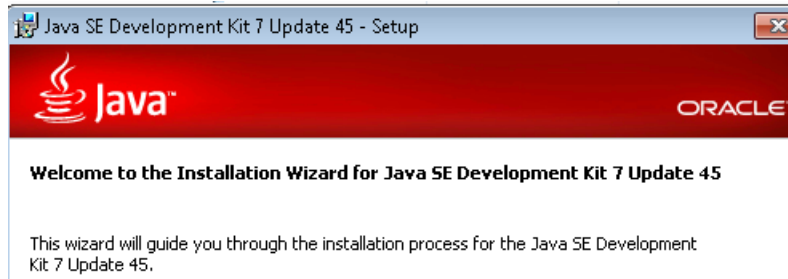 Java SE Development Kit 7 Update 45 - Setup
Java™
ORACLE
Welcome to the Installation Wizard for Java SE Development Kit 7 Update 45
This wizard will guide you through the installation process for the Java SE Development
Kit 7 Update 45.